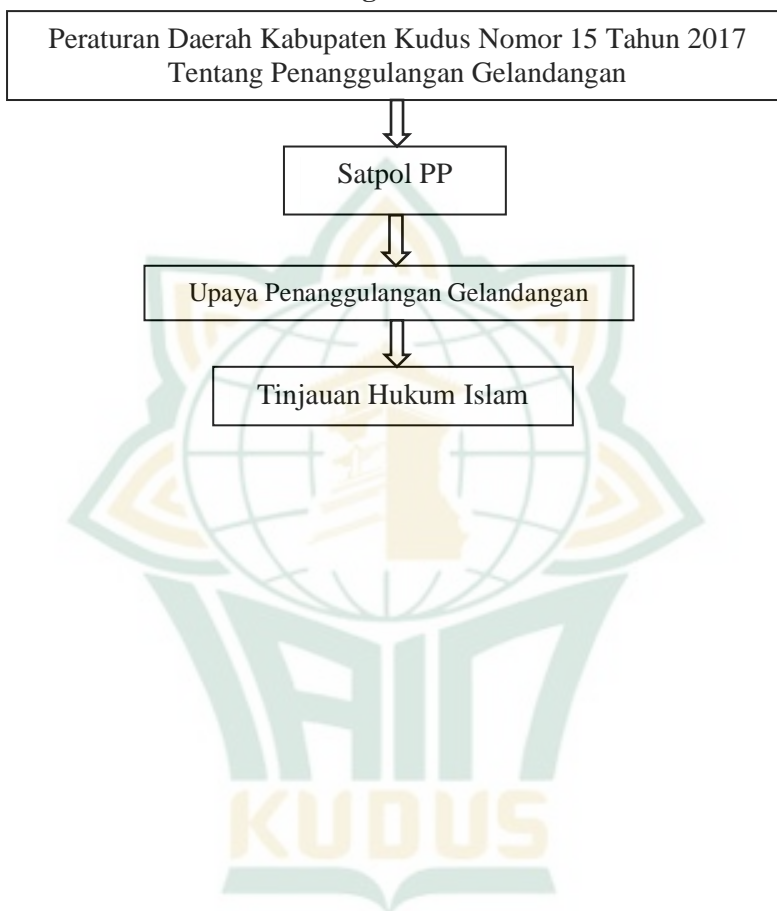 Peraturan Daerah Kabupaten Kudus Nomor 15 Tahun 2017
Tentang Penanggulangan Gelandangan
Satpol PP
Upaya Penanggulangan Gelandangan
Tinjauan Hukum Islam
IAIN
KUDUS